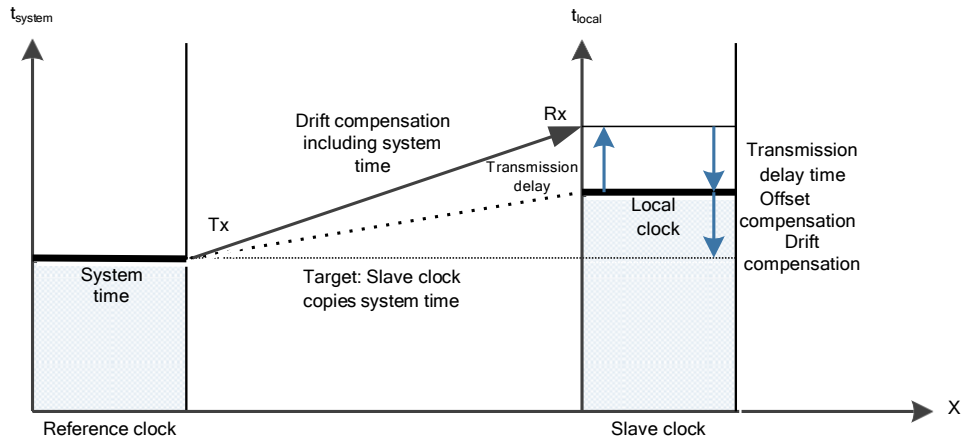 tsystem
tlocal
Drift compensation
including system
time
Rx
Transmission
delay
Transmission
delay time
Offset
compensation
Drift
compensation
Tx
Local
clock
System
time
Target: Slave clock
copies system time
X
Reference clock
Slave clock